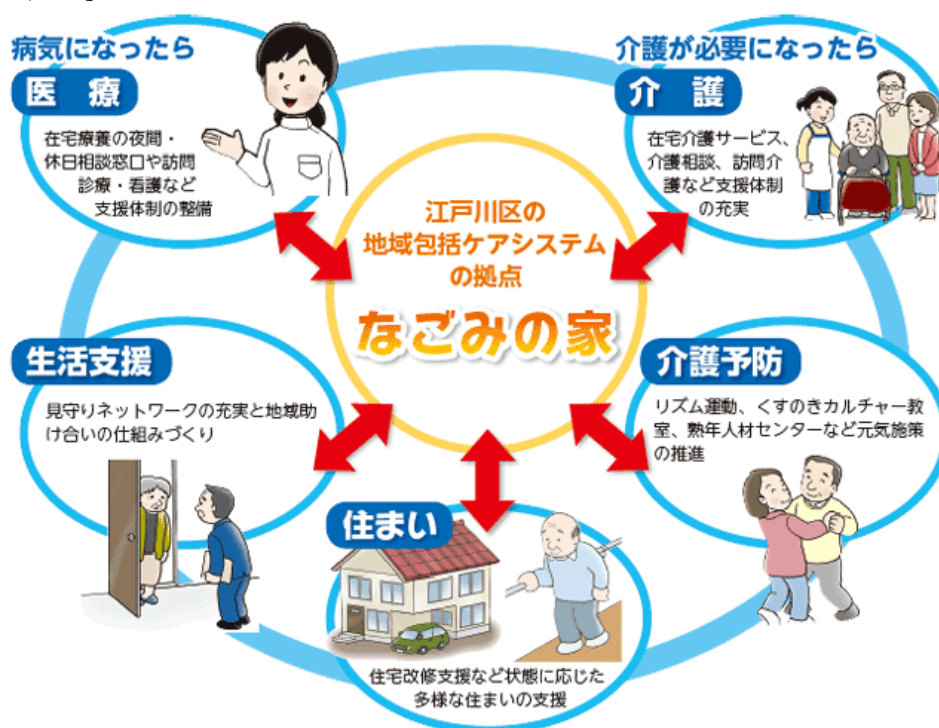 病気になったら
医療
在宅療養の夜間・
休日相談窓口や訪問
診療・看護など
支援体制の整備
介護が必要になったら
介護
在宅介護サービス、
介護相談、訪問介
護など支援体制
の充実
江戸川区の
地域包括ケアシステム
の拠点
なごみの家
生活支援
見守りネットワークの充実と地域助
け合いの仕組みづくり
介護予防
リズム運動、くすのきカルチャー教
室、熟年人材センターなど元気施策
の推進
住まい
住宅改修支援など状態に応じた
多様な住まいの支援